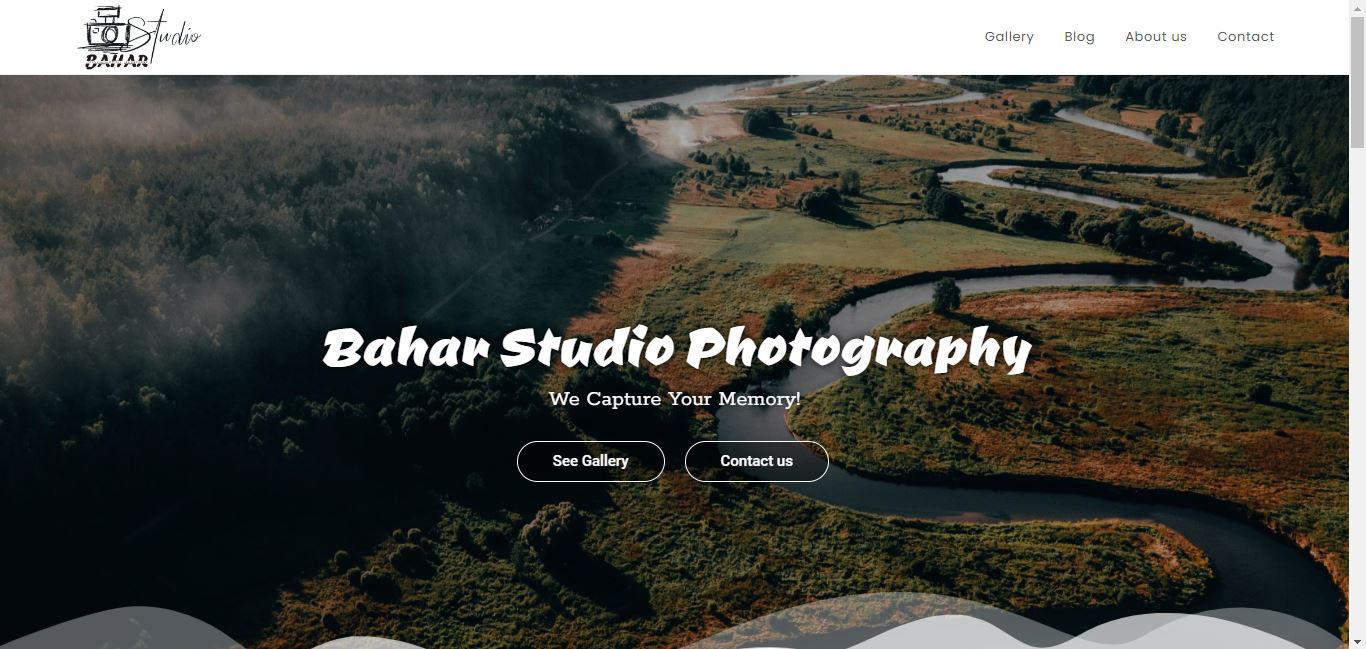 Studio
BAHAR
Gallery
Blog
About us
Contact
Bahar Studio Photography
We Capture Your Memory!
See Gallery
Contact us